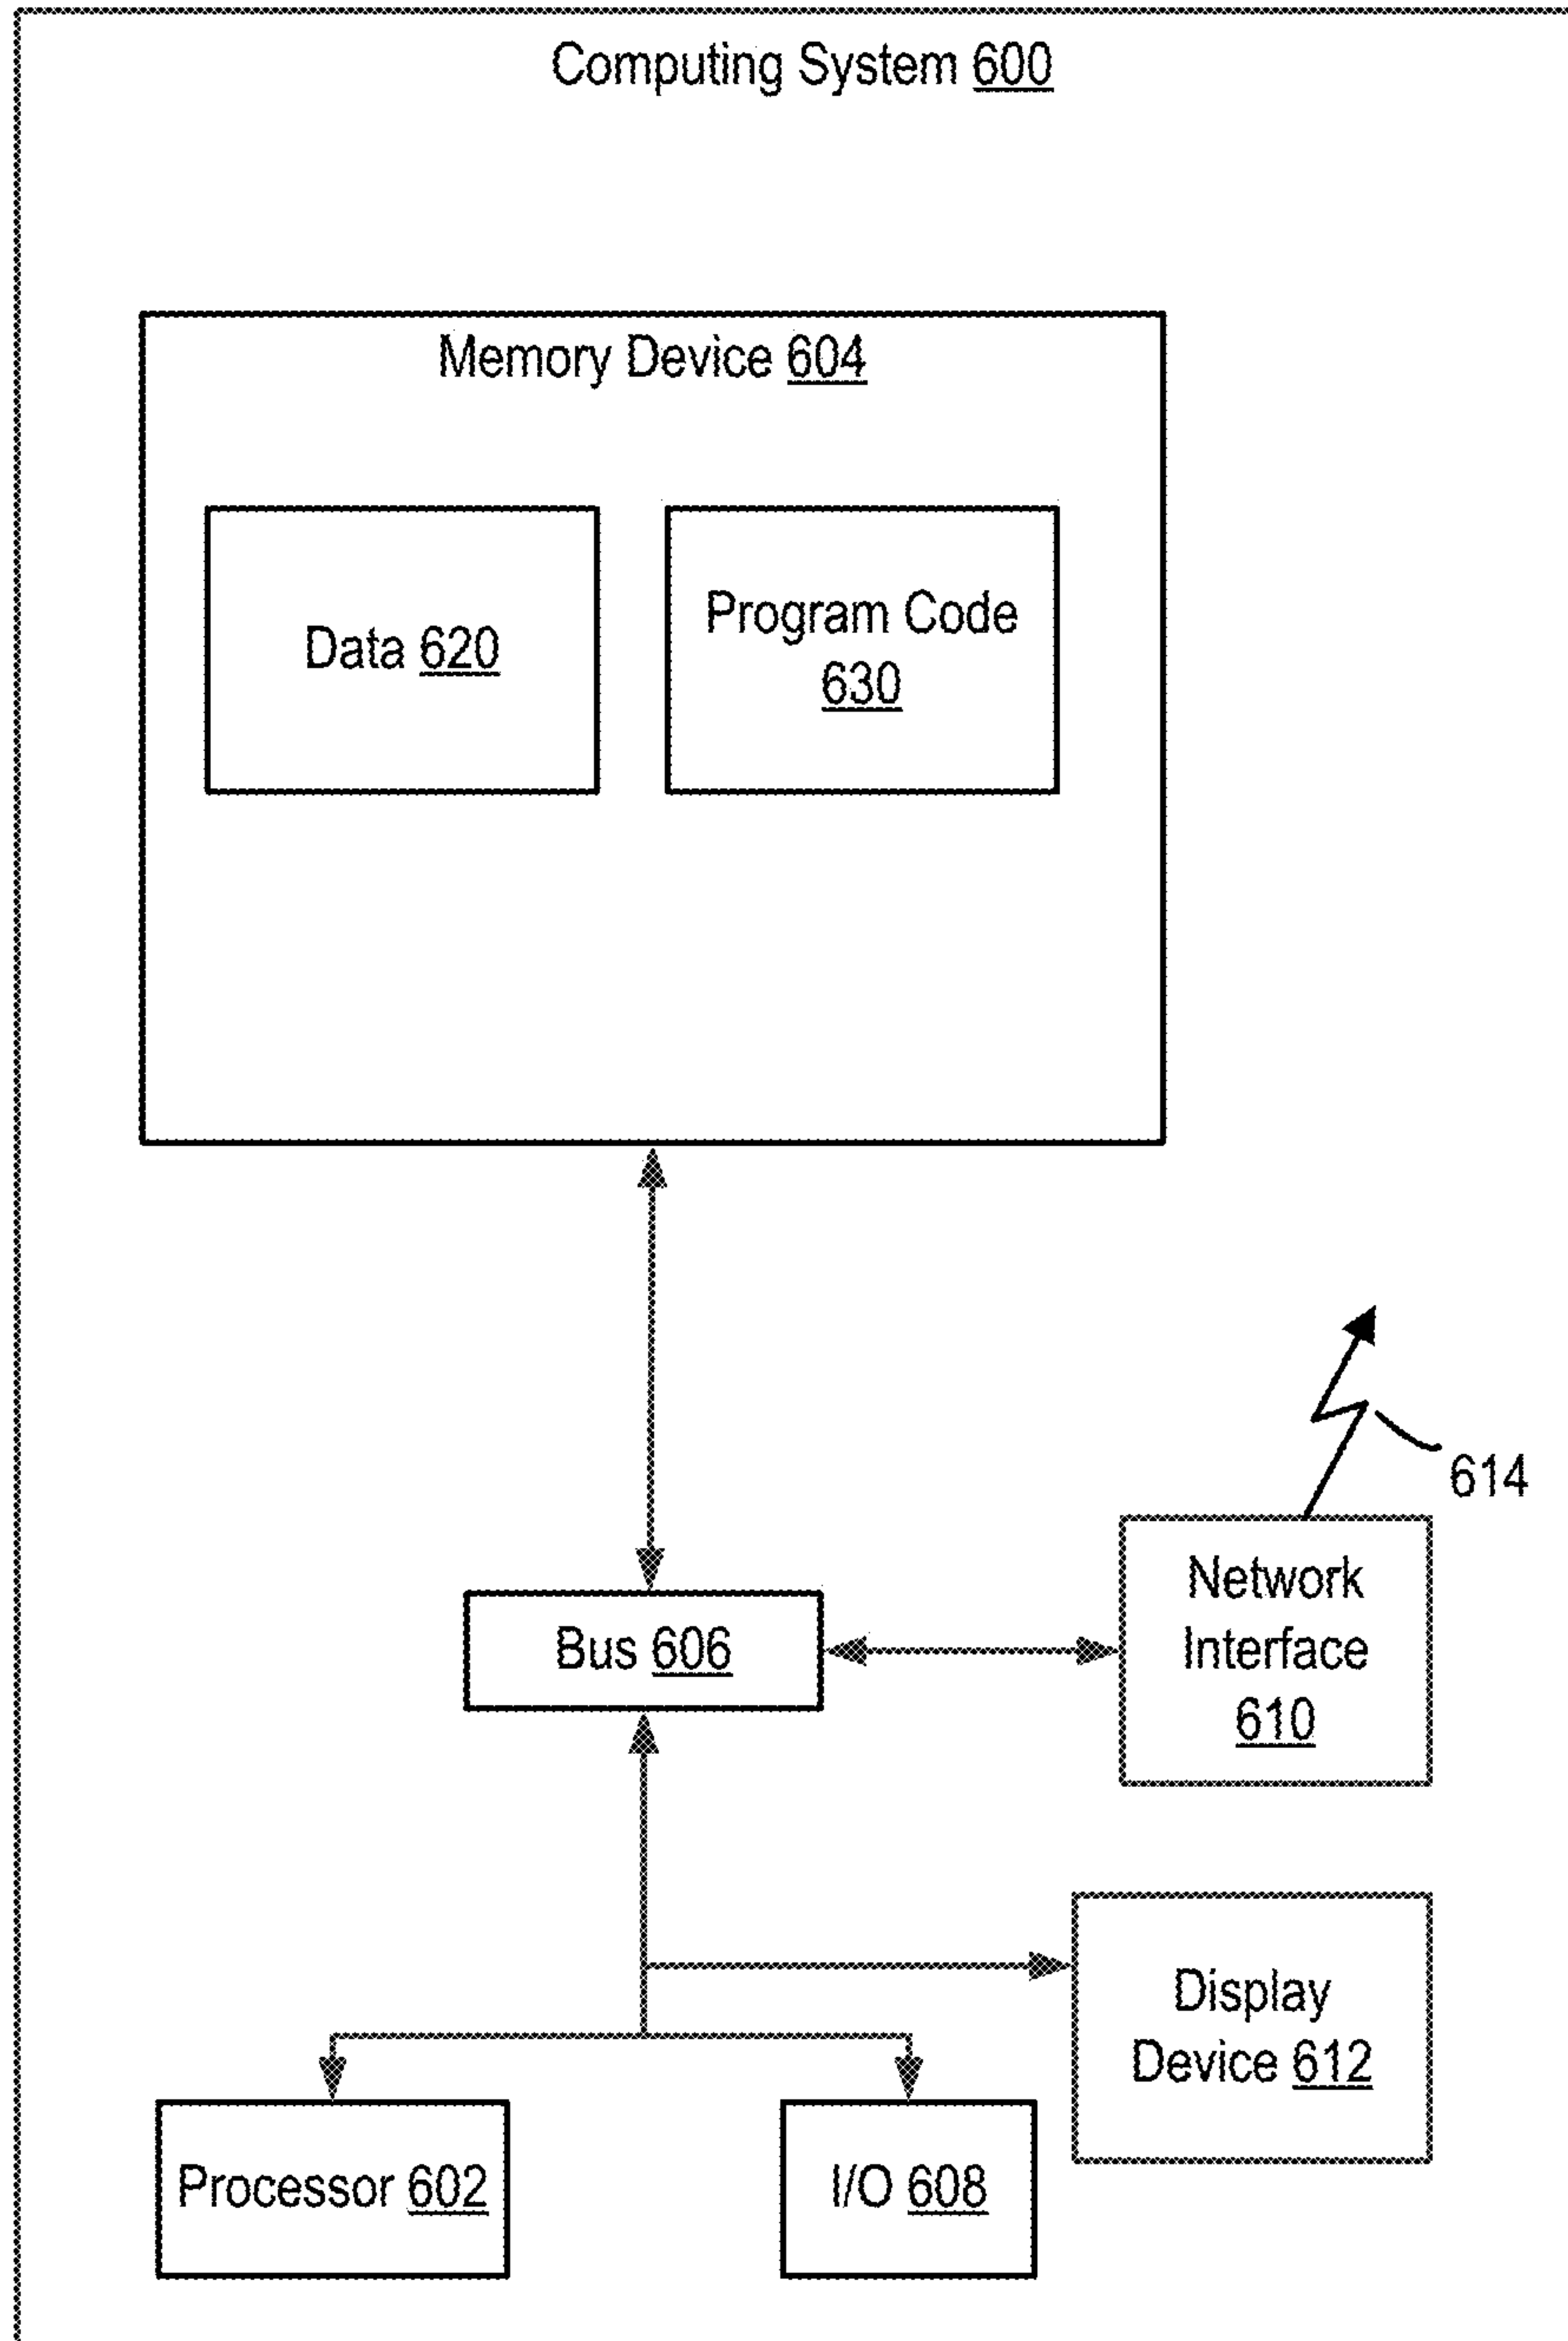 Computing System 600
Memory Device 604
Data 620
Program Code
630
614
Network
Interface
610
Bus 606
Display
Device 612
Processor 602
I/O 608